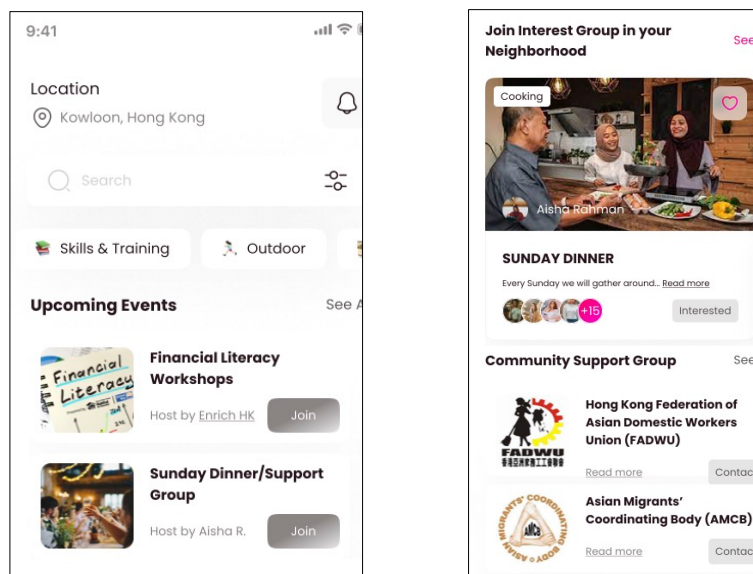 9:41
Location
Kowloon, Hong Kong
Search
Skills & Training
Outdoor
Upcoming Events
See A
Financial
Literacy
Financial Literacy
Workshops
Host by Enrich HK
Join
Sunday Dinner/Support
Group
Host by Aisha R.
Join
Join Interest Group in your
Neighborhood
See
Cooking
Aisha Rahman
SUNDAY DINNER
Every Sunday we will gather around... Read more
+15
Interested
Community Support Group
See
FADWU
Hong Kong Federation of
Asian Domestic Workers
Union (FADWU)
Read more
Contac
ASIAN MIGRANTS' COORDINATING BODY
AMCB
Asian Migrants'
Coordinating Body (AMCB)
Read more
Contac